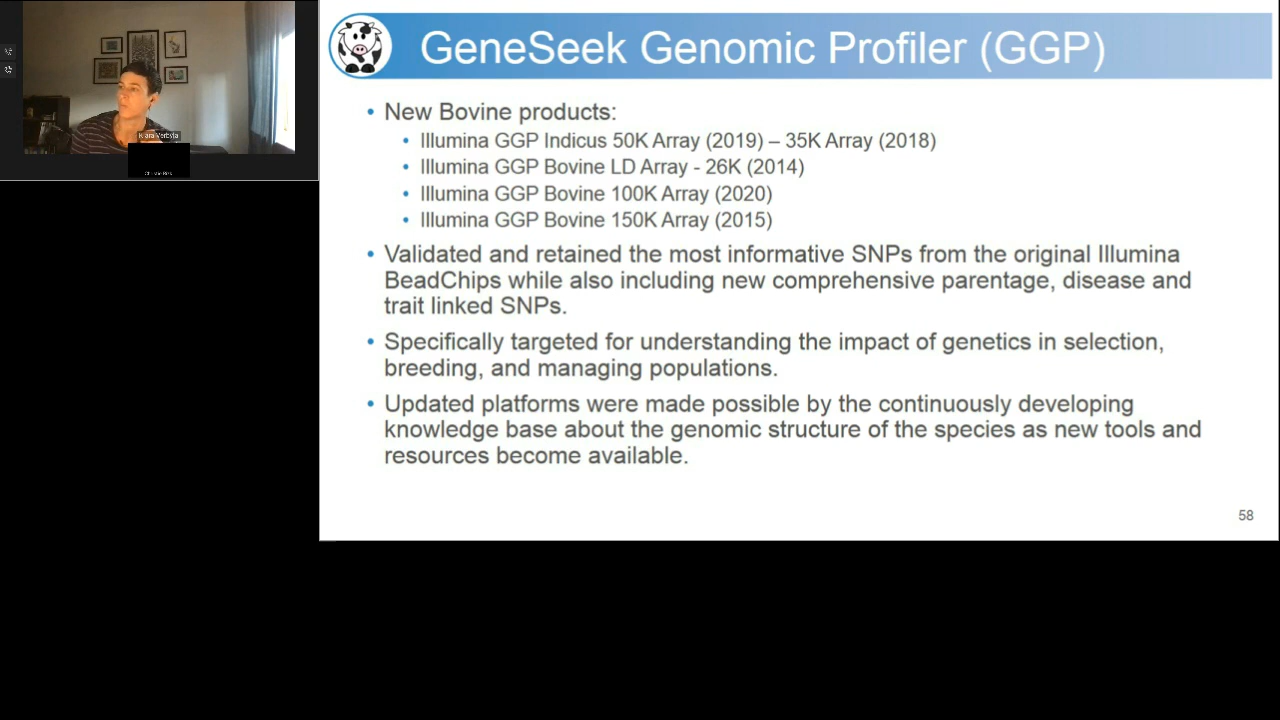 GeneSeek Genomic Profiler (GGP)
• New Bovine products:
• Illumina GGP Indicus 50K Array (2019) – 35K Array (2018)
• Illumina GGP Bovine LD Array - 26K (2014)
• Illumina GGP Bovine 100K Array (2020)
• Illumina GGP Bovine 150K Array (2015)
• Validated and retained the most informative SNPs from the original Illumina
BeadChips while also including new comprehensive parentage, disease and
trait linked SNPs.
• Specifically targeted for understanding the impact of genetics in selection,
breeding, and managing populations.
• Updated platforms were made possible by the continuously developing
knowledge base about the genomic structure of the species as new tools and
resources become available.
58
Klara Verbyla